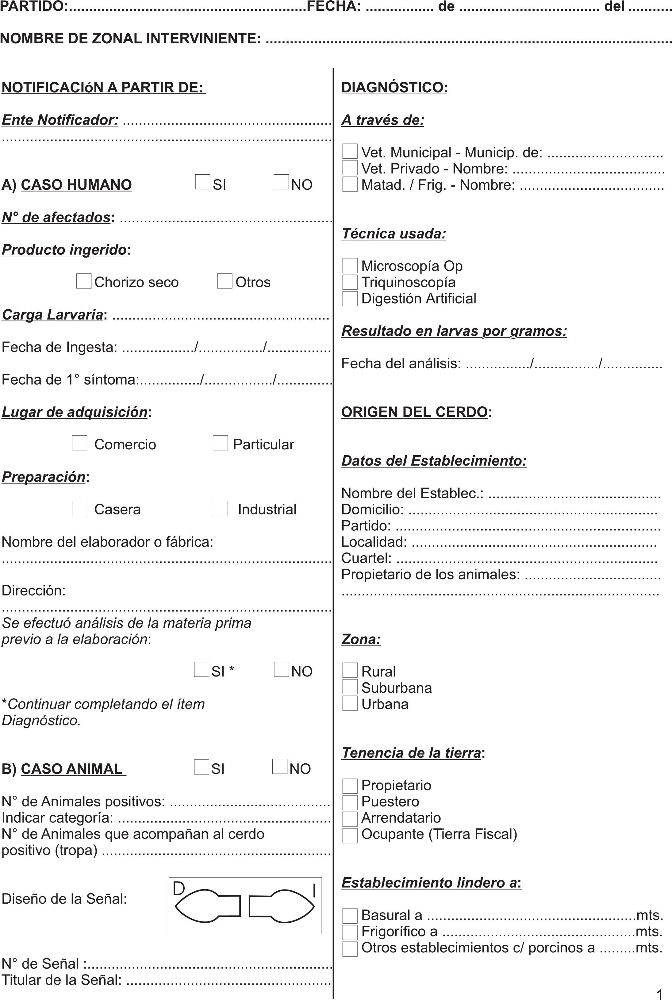 PARTIDO:..........................................................FECHA: ................. de ................................... del ...........
NOMBRE DE ZONAL INTERVINIENTE: .....................................................................................................
NOTIFICACIóN A PARTIR DE:
Ente Notificador: ....................................................
..................................................................................
A) CASO HUMANO SI NO
N° de afectados: .....................................................
Producto ingerido:
Chorizo seco Otros
Carga Larvaria: ......................................................
Fecha de Ingesta: ................../................/................
Fecha de 1° síntoma:.............../................./..............
Lugar de adquisición:
Comercio Particular
Preparación:
Casera Industrial
Nombre del elaborador o fábrica:
..................................................................................
Dirección:
..................................................................................
Se efectuó análisis de la materia prima
previo a la elaboración:
SI * NO
*Continuar completando el ítem
Diagnóstico.
B) CASO ANIMAL SI NO
N° de Animales positivos: ........................................
Indicar categoría: .....................................................
N° de Animales que acompañan al cerdo
positivo (tropa) ..........................................................
Diseño de la Señal:
D I
N° de Señal :.............................................................
Titular de la Señal: ...................................................
DIAGNÓSTICO:
A través de:
Vet. Municipal - Municip. de: .............................
Vet. Privado - Nombre: ......................................
Matad. / Frig. - Nombre: ....................................
Técnica usada:
Microscopía Op
Triquinoscopía
Digestión Artificial
Resultado en larvas por gramos:
Fecha del análisis: ................/................/...............
ORIGEN DEL CERDO:
Datos del Establecimiento:
Nombre del Establec.: ...........................................
Domicilio: ..............................................................
Partido: ..................................................................
Localidad: .............................................................
Cuartel: .................................................................
Propietario de los animales: ..................................
...............................................................................
Zona:
Rural
Suburbana
Urbana
Tenencia de la tierra:
Propietario
Puestero
Arrendatario
Ocupante (Tierra Fiscal)
Establecimiento lindero a:
Basural a ....................................................mts.
Frigorífico a ................................................mts.
Otros establecimientos c/ porcinos a .........mts.
1